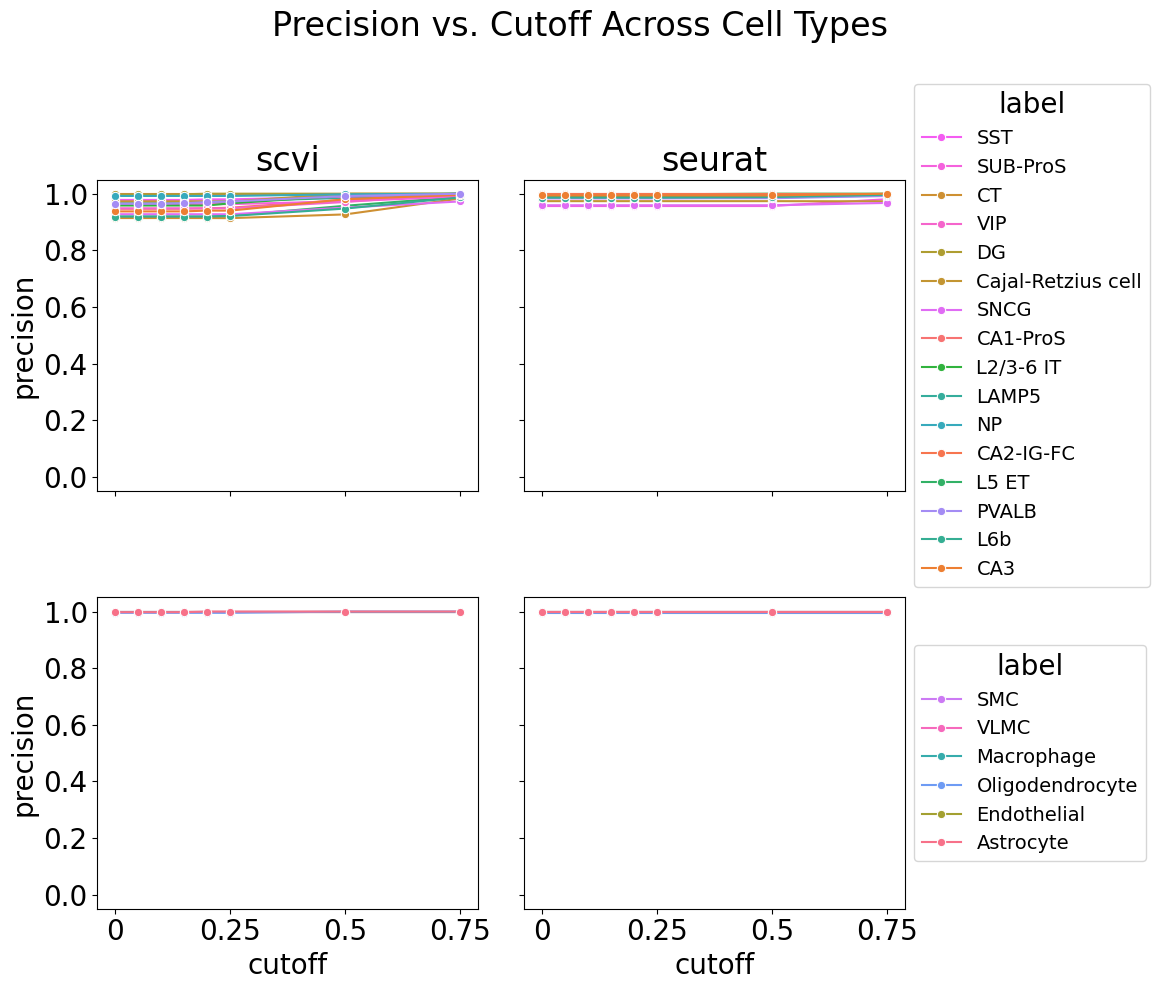 Precision vs. Cutoff Across Cell Types
scvi
seurat
precision
1.0
0.8
0.6
0.4
0.2
0.0
label
SST
SUB-ProS
CT
VIP
DG
Cajal-Retzius cell
SNCG
CA1-ProS
L2/3-6 IT
LAMP5
NP
CA2-IG-FC
L5 ET
PVALB
L6b
CA3
precision
1.0
0.8
0.6
0.4
0.2
0.0
0 0.25 0.5 0.75
cutoff
0 0.25 0.5 0.75
cutoff
label
SMC
VLMC
Macrophage
Oligodendrocyte
Endothelial
Astrocyte